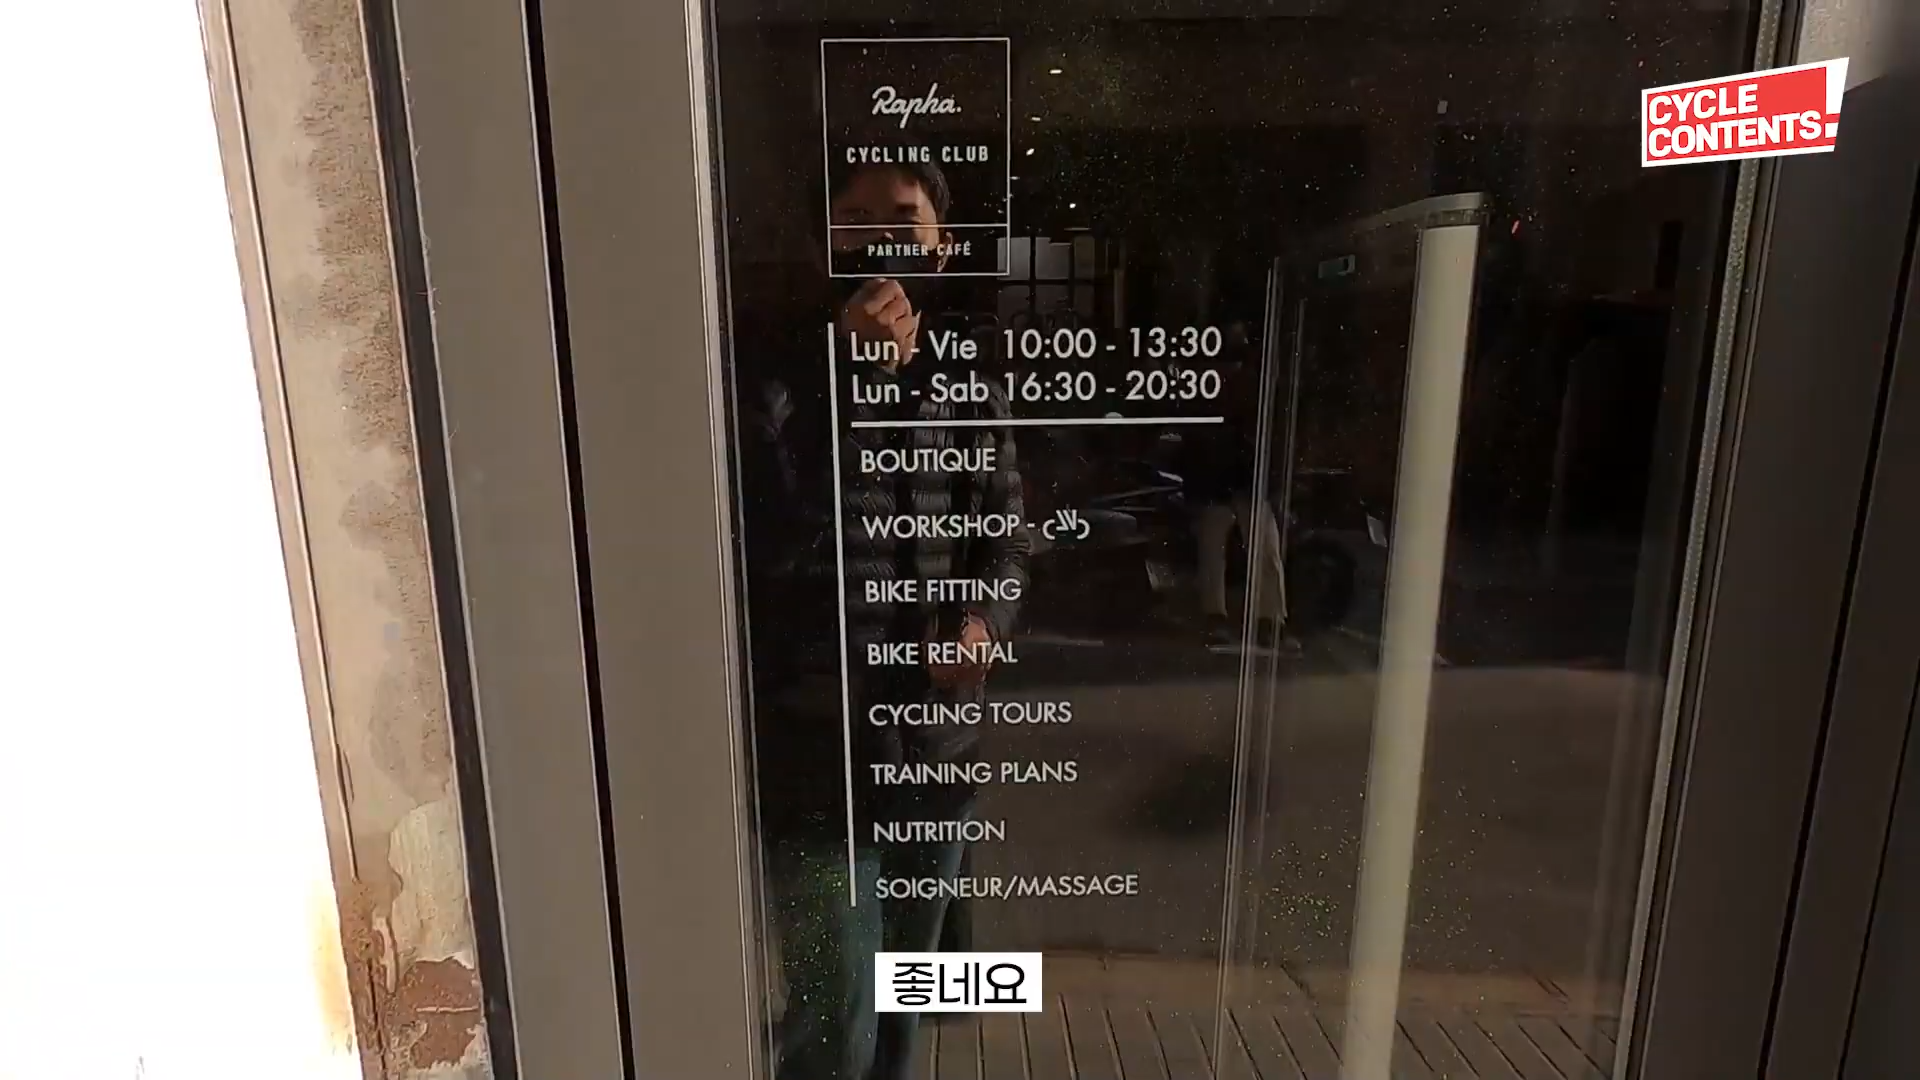 Rapha.
CYCLING CLUB
PARTNER CAFÉ
CYCLE
CONTENTS.
Lun - Vie 10:00 - 13:30
Lun - Sab 16:30 - 20:30
BOUTIQUE
WORKSHOP -
BIKE FITTING
BIKE RENTAL
CYCLING TOURS
TRAINING PLANS
NUTRITION
SOIGNEUR/MASSAGE
좋네요